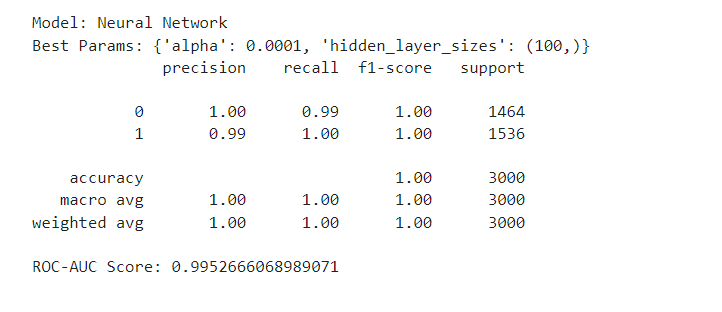 Model: Neural Network
Best Params: {'alpha': 0.0001, 'hidden_layer_sizes': (100,)}
precision recall f1-score support
0 1.00 0.99 1.00 1464
1 0.99 1.00 1.00 1536
accuracy 1.00 3000
macro avg 1.00 1.00 1.00 3000
weighted avg 1.00 1.00 1.00 3000
ROC-AUC Score: 0.9952666068989071